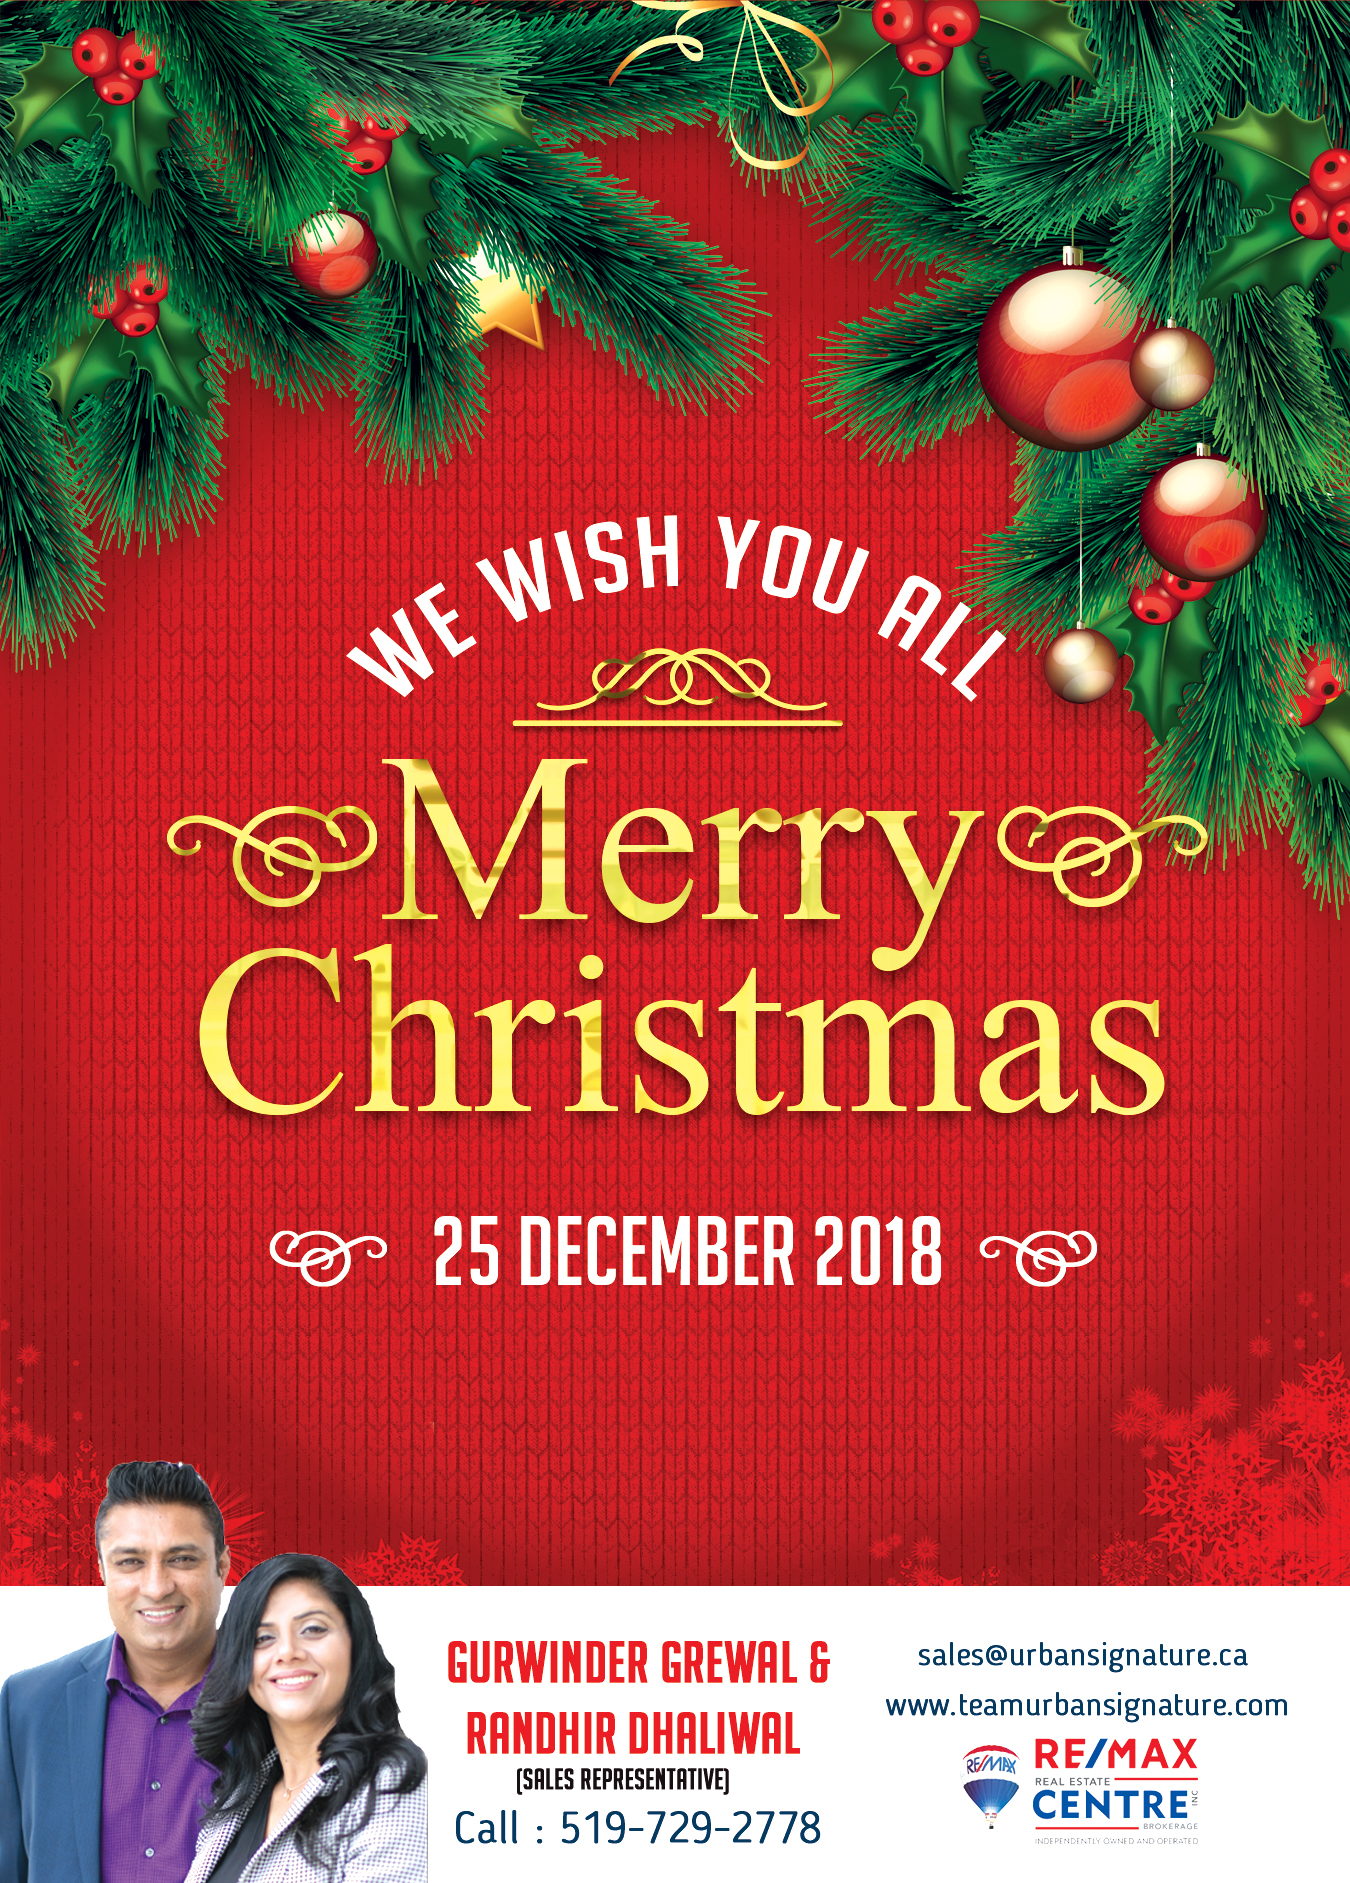 WE WISH YOU ALL
Merry
Christmas
25 DECEMBER 2018
GURWINDER GREWAL &
RANDHIR DHALIWAL
(SALES REPRESENTATIVE)
Call : 519-729-2778
sales@urbansignature.ca
www.teamurbansignature.com
RE/MAX
RE/MAX
REAL ESTATE
CENTRE INC
BROKERAGE
INDEPENDENTLY OWNED AND OPERATED